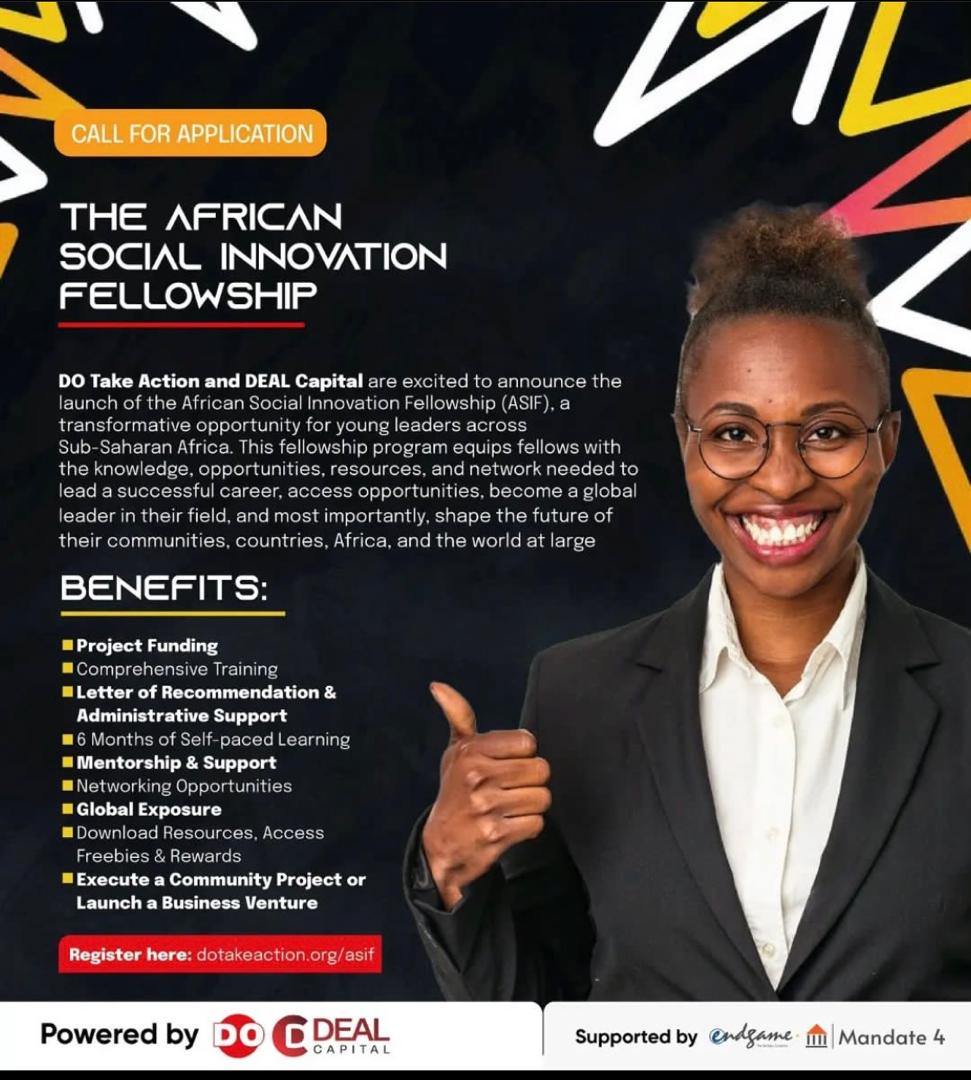 CALL FOR APPLICATION
THE AFRICAN
SOCIAL INNOVATION
FELLOWSHIP
DO Take Action and DEAL Capital are excited to announce the
launch of the African Social Innovation Fellowship (ASIF), a
transformative opportunity for young leaders across
Sub-Saharan Africa. This fellowship program equips fellows with
the knowledge, opportunities, resources, and network needed to
lead a successful career, access opportunities, become a global
leader in their field, and most importantly, shape the future of
their communities, countries, Africa, and the world at large
BENEFITS:
Project Funding
Comprehensive Training
Letter of Recommendation &
Administrative Support
6 Months of Self-paced Learning
Mentorship & Support
Networking Opportunities
Global Exposure
Download Resources, Access
Freebies & Rewards
Execute a Community Project or
Launch a Business Venture
Register here: dotakeaction.org/asif
Powered by DO DEAL
CAPITAL
Supported by endgame Mandate 4